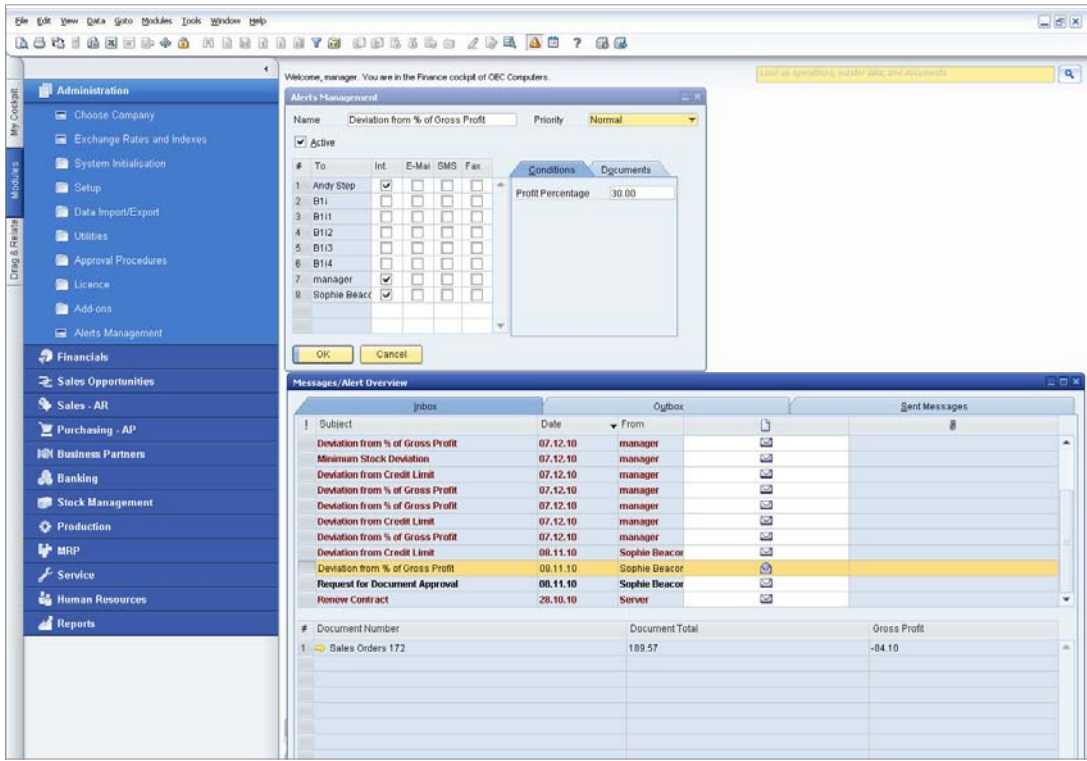 File Edit View Data Goto Modules Tools Window Help
Welcome, manager. You are in the Finance cockpit of OEC Computers.
My Cockpit
Modules
Drag & Relate
Administration
Choose Company
Exchange Rates and Indexes
System Initialisation
Setup
Data Import/Export
Utilities
Approval Procedures
Licence
Add-ons
Alerts Management
Financials
Sales Opportunities
Sales - AR
Purchasing - AP
Business Partners
Banking
Stock Management
Production
MRP
Service
Human Resources
Reports
Alerts Management
Name Deviation from % of Gross Profit Priority Normal
Active
# To Int. E-Mai SMS Fax
1 Andy Step
2 B1i
3 B1i1
4 B1i2
5 B1i3
6 B1i4
7 manager
8 Sophie Beacc
Conditions Documents
Profit Percentage 30.00
OK Cancel
Messages/Alert Overview
Inbox Outbox Sent Messages
! Subject Date From
Deviation from % of Gross Profit 07.12.10 manager
Minimum Stock Deviation 07.12.10 manager
Deviation from Credit Limit 07.12.10 manager
Deviation from % of Gross Profit 07.12.10 manager
Deviation from % of Gross Profit 07.12.10 manager
Deviation from Credit Limit 07.12.10 manager
Deviation from % of Gross Profit 07.12.10 manager
Deviation from Credit Limit 08.11.10 Sophie Beacor
Deviation from % of Gross Profit 08.11.10 Sophie Beacor
Request for Document Approval 08.11.10 Sophie Beacor
Renew Contract 28.10.10 Server
# Document Number Document Total Gross Profit
1 Sales Orders 172 189.57 -84.10